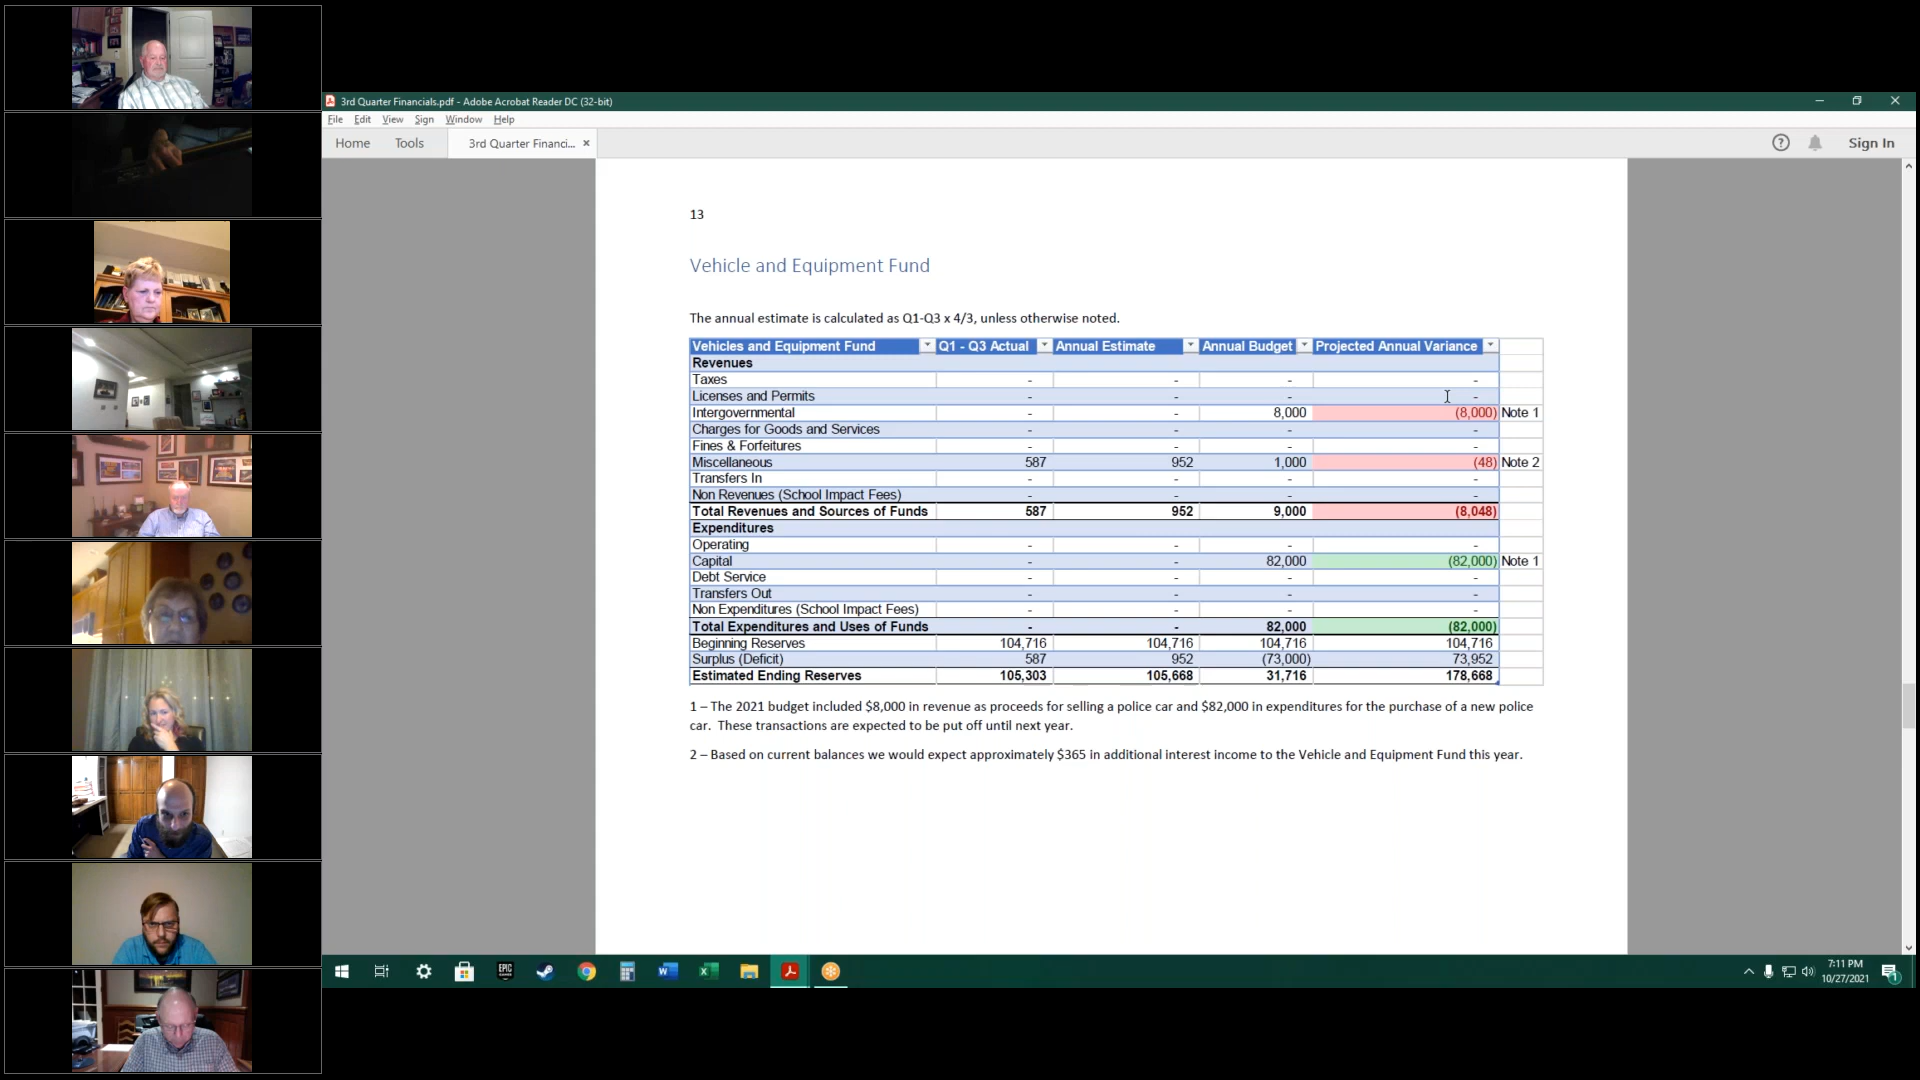 3rd Quarter Financials.pdf - Adobe Acrobat Reader DC (32-bit)
File Edit View Sign Window Help
Home Tools 3rd Quarter Financi... × Sign In
13
Vehicle and Equipment Fund
The annual estimate is calculated as Q1-Q3 x 4/3, unless otherwise noted.
Vehicles and Equipment Fund Q1 - Q3 Actual Annual Estimate Annual Budget Projected Annual Variance
Revenues
Taxes - - - -
Licenses and Permits - - - -
Intergovernmental - - 8,000 (8,000) Note 1
Charges for Goods and Services - - - -
Fines & Forfeitures - - - -
Miscellaneous 587 952 1,000 (48) Note 2
Transfers In - - - -
Non Revenues (School Impact Fees) - - - -
Total Revenues and Sources of Funds 587 952 9,000 (8,048)
Expenditures
Operating - - - -
Capital - - 82,000 (82,000) Note 1
Debt Service - - - -
Transfers Out - - - -
Non Expenditures (School Impact Fees) - - - -
Total Expenditures and Uses of Funds - - 82,000 (82,000)
Beginning Reserves 104,716 104,716 104,716 104,716
Surplus (Deficit) 587 952 (73,000) 73,952
Estimated Ending Reserves 105,303 105,668 31,716 178,668
1 – The 2021 budget included $8,000 in revenue as proceeds for selling a police car and $82,000 in expenditures for the purchase of a new police
car. These transactions are expected to be put off until next year.
2 – Based on current balances we would expect approximately $365 in additional interest income to the Vehicle and Equipment Fund this year.
EPIC
7:11 PM
10/27/2021
1